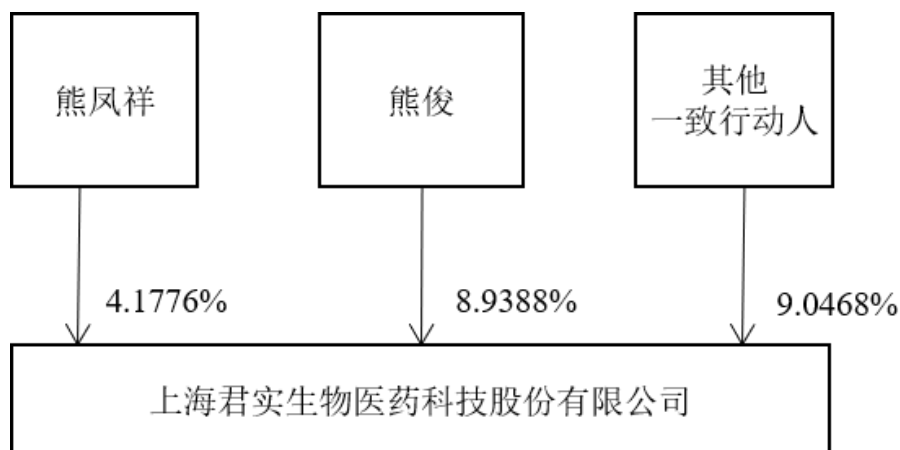 熊凤祥
熊俊
其他
一致行动人
4.1776%
8.9388%
9.0468%
上海君实生物医药科技股份有限公司